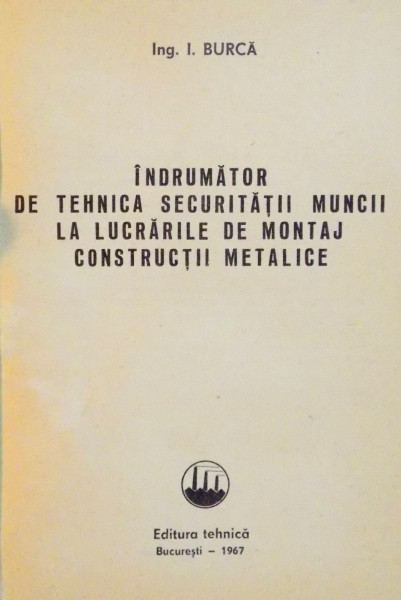 Ing. I. BURCĂ
ÎNDRUMĂTOR
DE TEHNICA SECURITĂȚII MUNCII
LA LUCRĂRILE DE MONTAJ
CONSTRUCȚII METALICE
Editura tehnică
București – 1967